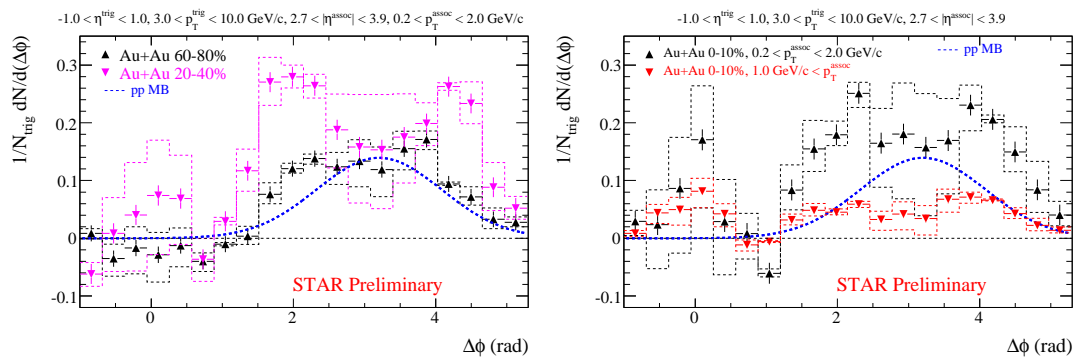 -1.0 < η^trig < 1.0, 3.0 < p_T^trig < 10.0 GeV/c, 2.7 < |η^assoc| < 3.9, 0.2 < p_T^assoc < 2.0 GeV/c
1/N_trig dN/d(Δϕ)
0.3
0.2
0.1
0
-0.1
Au+Au 60-80%
Au+Au 20-40%
pp MB
STAR Preliminary
0
2
4
Δϕ (rad)
-1.0 < η^trig < 1.0, 3.0 < p_T^trig < 10.0 GeV/c, 2.7 < |η^assoc| < 3.9
1/N_trig dN/d(Δϕ)
0.3
0.2
0.1
0
-0.1
Au+Au 0-10%, 0.2 < p_T^assoc < 2.0 GeV/c
Au+Au 0-10%, 1.0 GeV/c < p_T^assoc
pp MB
STAR Preliminary
0
2
4
Δϕ (rad)